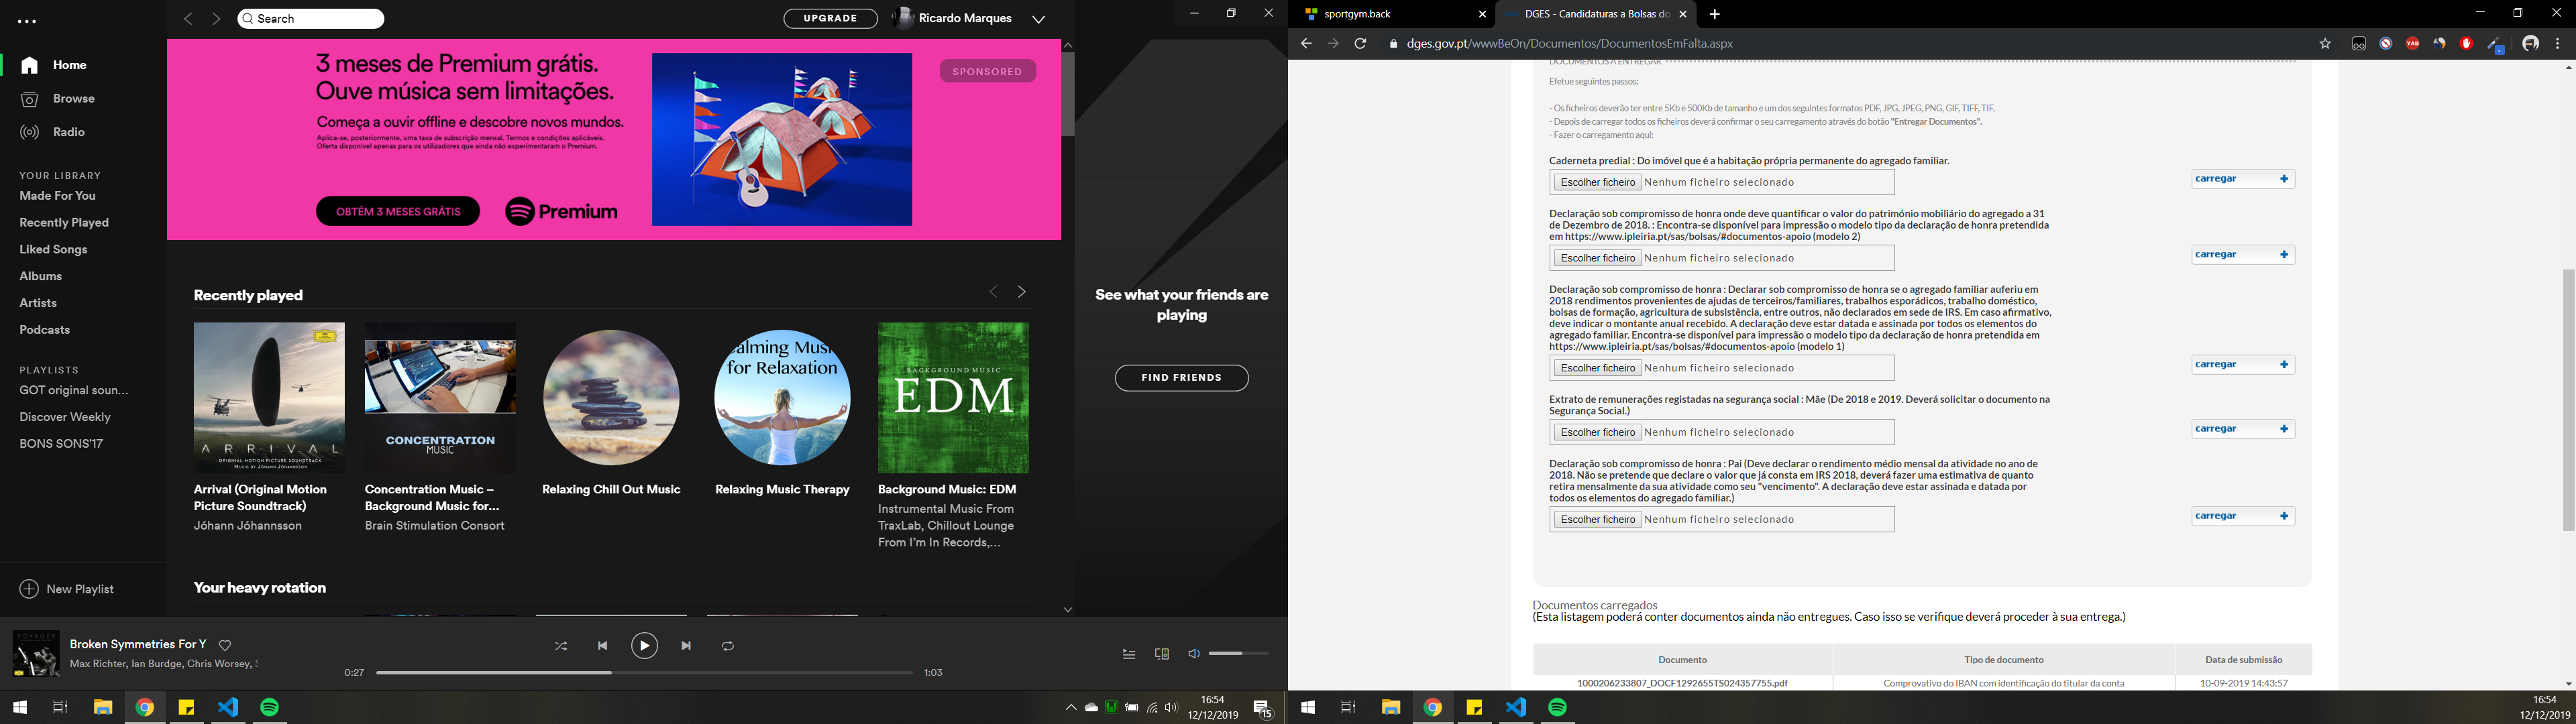 Search
UPGRADE
Ricardo Marques
Home
Browse
Radio
YOUR LIBRARY
Made For You
Recently Played
Liked Songs
Albums
Artists
Podcasts
PLAYLISTS
GOT original soun...
Discover Weekly
BONS SONS'17
New Playlist
3 meses de Premium grátis.
Ouve música sem limitações.
Começa a ouvir offline e descobre novos mundos.
Aplica-se, posteriormente, uma taxa de subscrição mensal. Termos e condições aplicáveis.
Oferta disponível apenas para os utilizadores que ainda não experimentaram o Premium.
OBTÉM 3 MESES GRÁTIS
Premium
SPONSORED
Recently played
ARRIVAL
ORIGINAL MOTION PICTURE SOUNDTRACK
MUSIC BY JÓHANN JÓHANNSSON
CONCENTRATION
MUSIC
Calming Music
for Relaxation
BACKGROUND MUSIC
EDM
Arrival (Original Motion
Picture Soundtrack)
Jóhann Jóhannsson
Concentration Music –
Background Music for...
Brain Stimulation Consort
Relaxing Chill Out Music
Relaxing Music Therapy
Background Music: EDM
Instrumental Music From
TraxLab, Chillout Lounge
From I'm In Records,...
Your heavy rotation
See what your friends are
playing
FIND FRIENDS
VOYAGER
Broken Symmetries For Y
Max Richter, Ian Burdge, Chris Worsey,
0:27
1:03
16:54
12/12/2019
15
sportgym.back
DGES - Candidaturas a Bolsas do
dges.gov.pt/wwwBeOn/Documentos/DocumentosEmFalta.aspx
YAB
DOCUMENTOS A ENTREGAR
Efetue seguintes passos:
- Os ficheiros deverão ter entre 5Kb e 500Kb de tamanho e um dos seguintes formatos PDF, JPG, JPEG, PNG, GIF, TIFF, TIF.
- Depois de carregar todos os ficheiros deverá confirmar o seu carregamento através do botão "Entregar Documentos".
- Fazer o carregamento aqui:
Caderneta predial : Do imóvel que é a habitação própria permanente do agregado familiar.
Escolher ficheiro Nenhum ficheiro selecionado
carregar
Declaração sob compromisso de honra onde deve quantificar o valor do património mobiliário do agregado a 31
de Dezembro de 2018. : Encontra-se disponível para impressão o modelo tipo da declaração de honra pretendida
em https://www.ipleiria.pt/sas/bolsas/#documentos-apoio (modelo 2)
Escolher ficheiro Nenhum ficheiro selecionado
carregar
Declaração sob compromisso de honra : Declarar sob compromisso de honra se o agregado familiar auferiu em
2018 rendimentos provenientes de ajudas de terceiros/familiares, trabalhos esporádicos, trabalho doméstico,
bolsas de formação, agricultura de subsistência, entre outros, não declarados em sede de IRS. Em caso afirmativo,
deve indicar o montante anual recebido. A declaração deve estar datada e assinada por todos os elementos do
agregado familiar. Encontra-se disponível para impressão o modelo tipo da declaração de honra pretendida em
https://www.ipleiria.pt/sas/bolsas/#documentos-apoio (modelo 1)
Escolher ficheiro Nenhum ficheiro selecionado
carregar
Extrato de remunerações registadas na segurança social : Mãe (De 2018 e 2019. Deverá solicitar o documento na
Segurança Social.)
Escolher ficheiro Nenhum ficheiro selecionado
carregar
Declaração sob compromisso de honra : Pai (Deve declarar o rendimento médio mensal da atividade no ano de
2018. Não se pretende que declare o valor que já consta em IRS 2018, deverá fazer uma estimativa de quanto
retira mensalmente da sua atividade como seu "vencimento". A declaração deve estar assinada e datada por
todos os elementos do agregado familiar.)
Escolher ficheiro Nenhum ficheiro selecionado
carregar
Documentos carregados
(Esta listagem poderá conter documentos ainda não entregues. Caso isso se verifique deverá proceder à sua entrega.)
Documento Tipo de documento Data de submissão
1000206233807_DOCF1292655TS024357755.pdf Comprovativo do IBAN com identificação do titular da conta 10-09-2019 14:43:57
16:54
12/12/2019